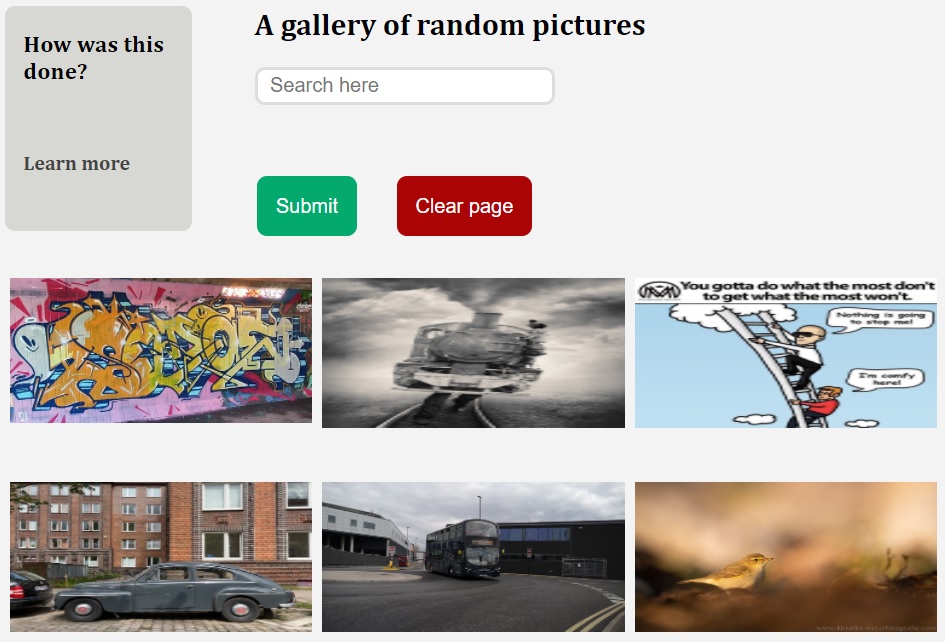 How was this
done?
Learn more
A gallery of random pictures
Search here
Submit
Clear page
You gotta do what the most don't
to get what the most won't.
Nothing is going
to stop me!
I'm comfy
here!